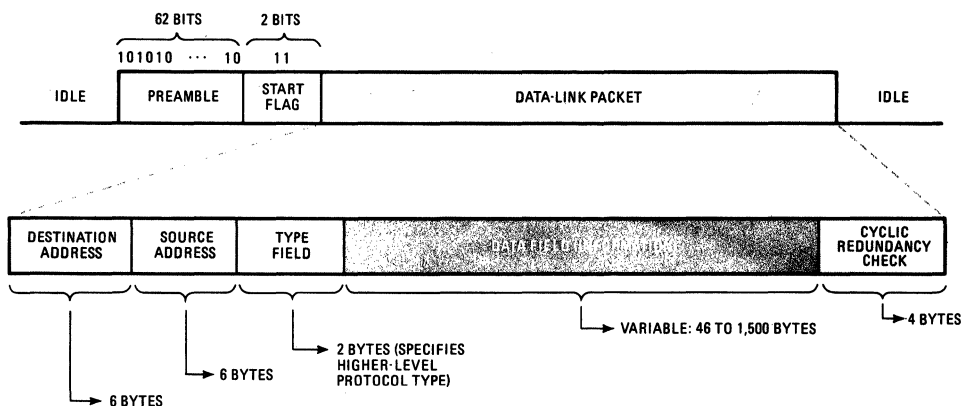 62 BITS
2 BITS
101010 ··· 10
11
IDLE
PREAMBLE
START
FLAG
DATA-LINK PACKET
IDLE
DESTINATION
ADDRESS
SOURCE
ADDRESS
TYPE
FIELD
DATA FIELD
CYCLIC
REDUNDANCY
CHECK
4 BYTES
VARIABLE: 46 TO 1,500 BYTES
2 BYTES (SPECIFIES
HIGHER-LEVEL
PROTOCOL TYPE)
6 BYTES
6 BYTES